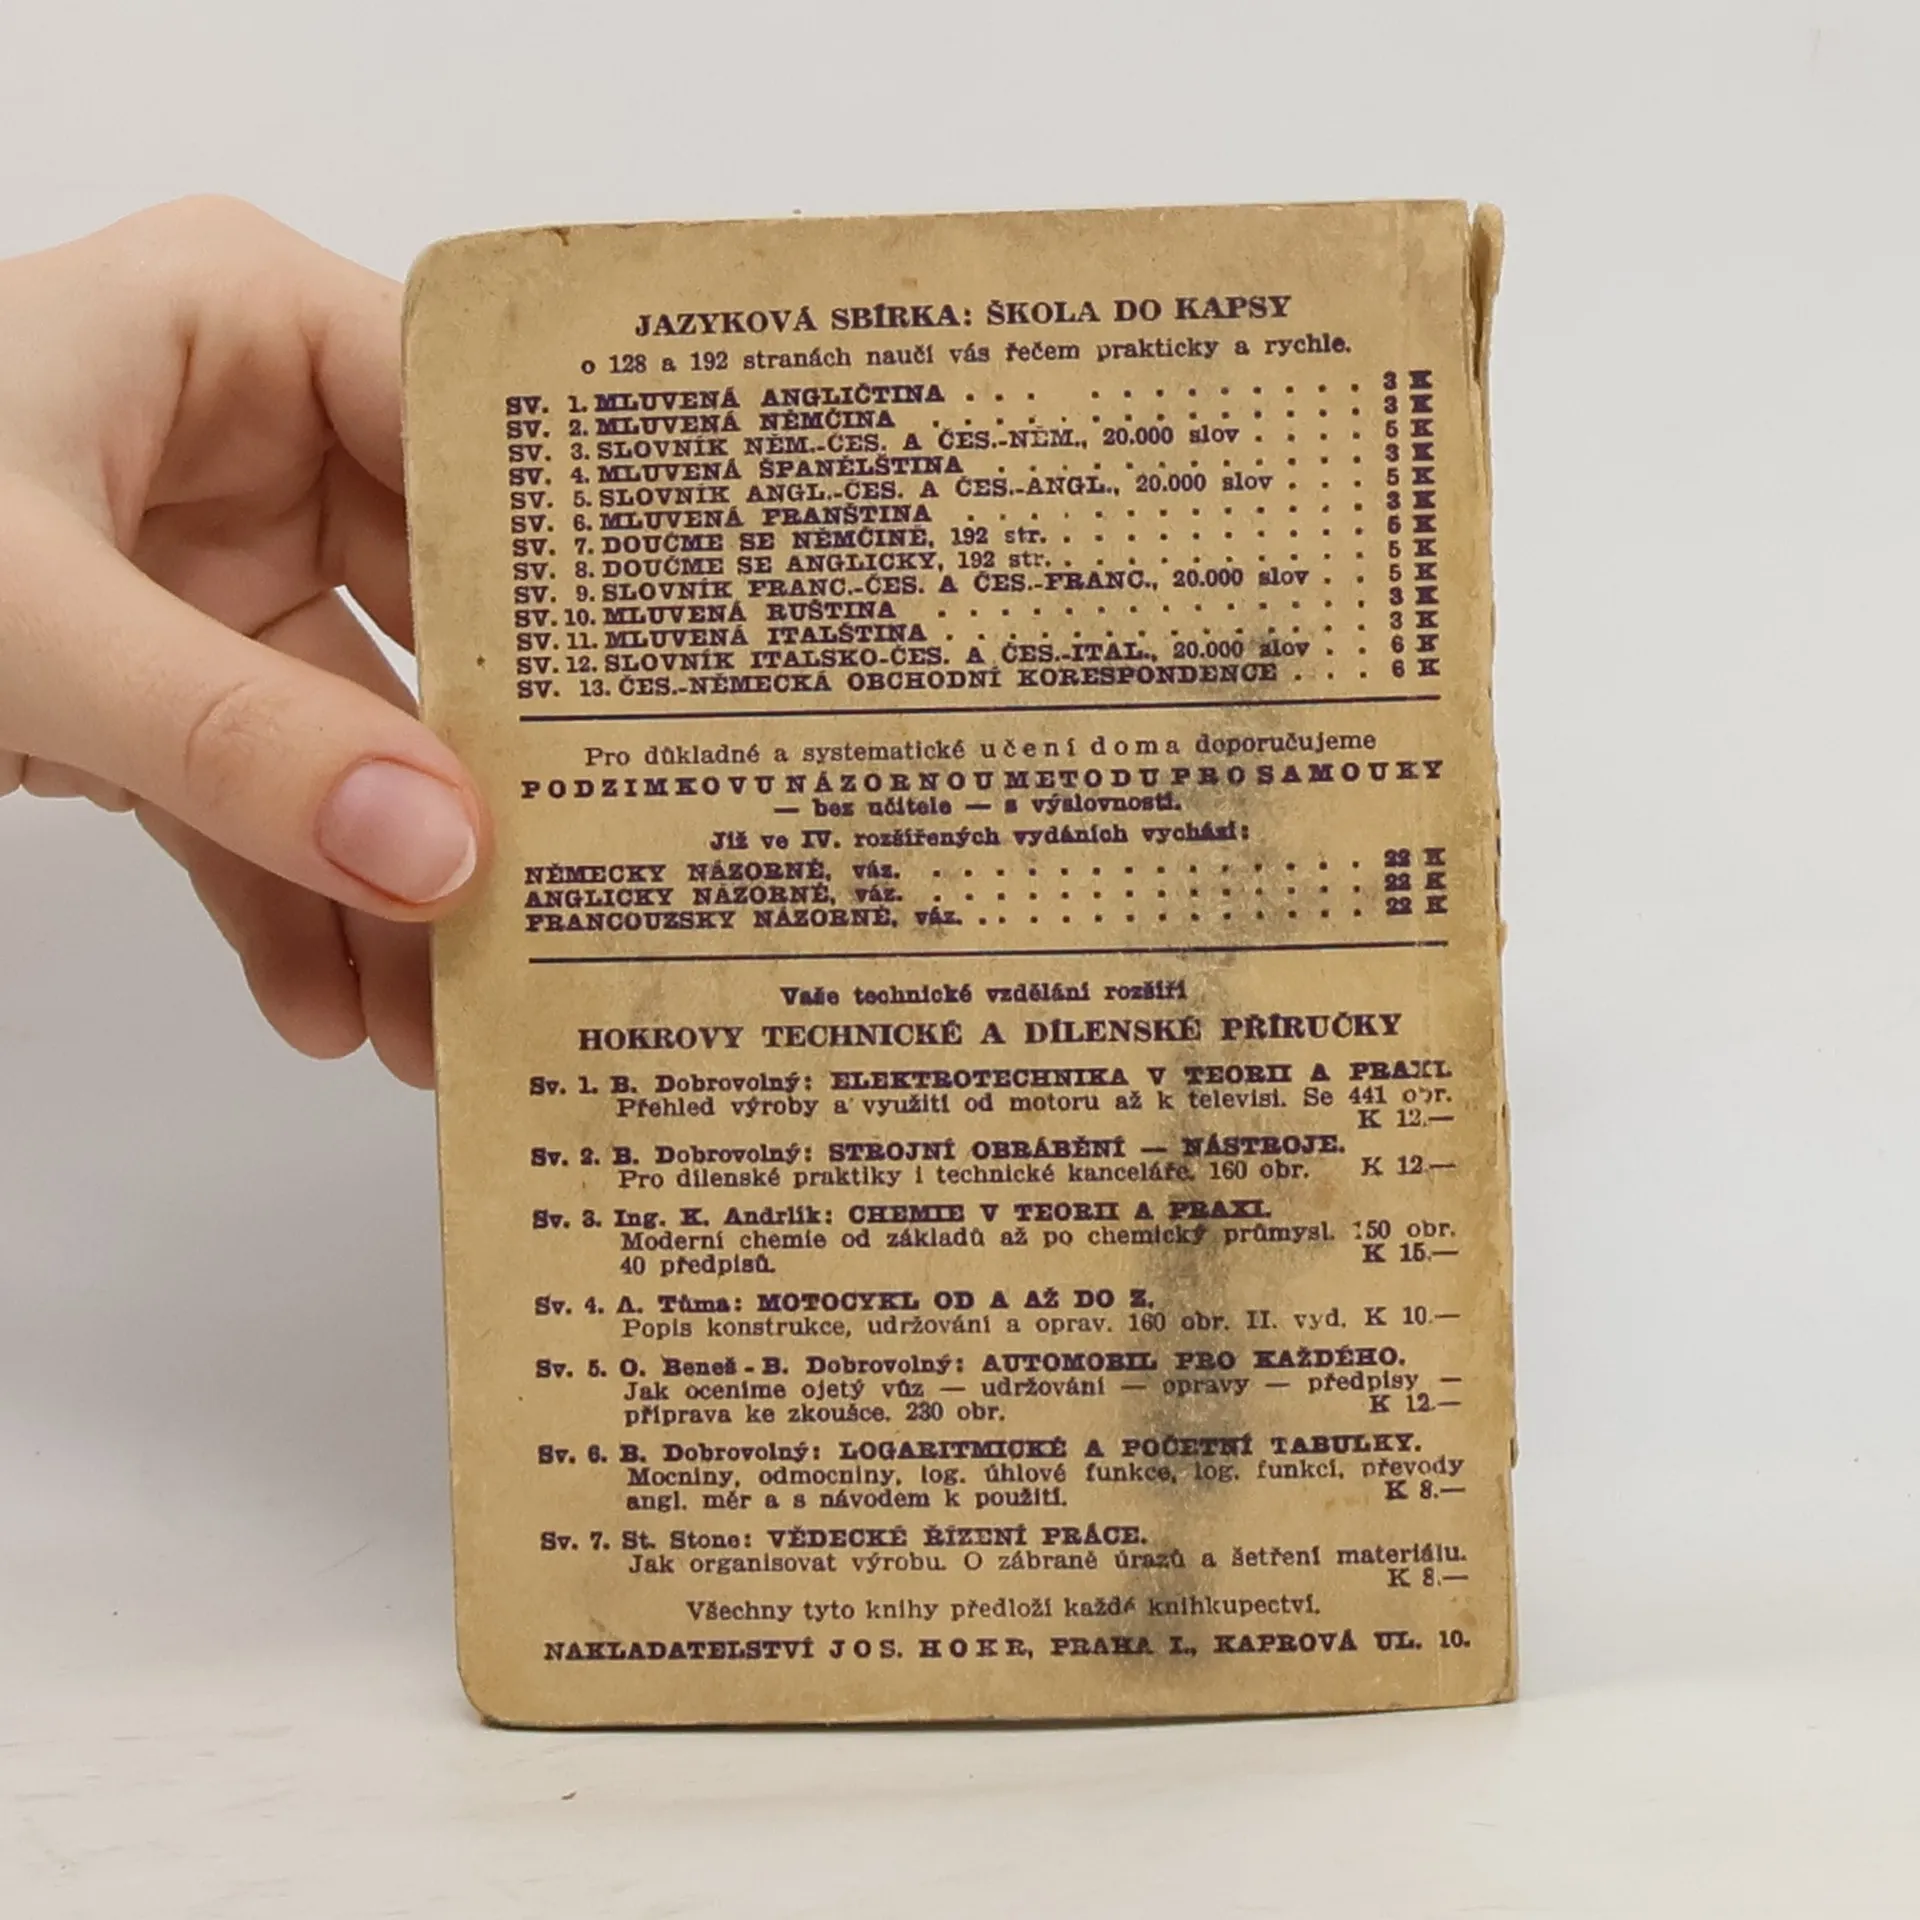 JAZYKOVÁ SBÍRKA: ŠKOLA DO KAPSY
o 128 a 192 stranách naučí vás řečem prakticky a rychle.
SV. 1. MLUVENÁ ANGLIČTINA . . . . . . . . . . . . . 3 K
SV. 2. MLUVENÁ NĚMČINA . . . . . . . . . . . . . 3 K
SV. 3. SLOVNÍK NĚM.-ČES. A ČES.-NĚM., 20.000 slov . . . . 5 K
SV. 4. MLUVENÁ ŠPANĚLŠTINA . . . . . . . . . . . . 3 K
SV. 5. SLOVNÍK ANGL.-ČES. A ČES.-ANGL., 20.000 slov . . . 5 K
SV. 6. MLUVENÁ FRANŠTINA . . . . . . . . . . . . . 3 K
SV. 7. DOUČME SE NĚMČINĚ, 192 str. . . . . . . . . . . 5 K
SV. 8. DOUČME SE ANGLICKY, 192 str. . . . . . . . . . . 5 K
SV. 9. SLOVNÍK FRANC.-ČES. A ČES.-FRANC., 20.000 slov . . 5 K
SV. 10. MLUVENÁ RUŠTINA . . . . . . . . . . . . . . 3 K
SV. 11. MLUVENÁ ITALŠTINA . . . . . . . . . . . . . 3 K
SV. 12. SLOVNÍK ITALSKO-ČES. A ČES.-ITAL., 20.000 slov . . 6 K
SV. 13. ČES.-NĚMECKÁ OBCHODNÍ KORESPONDENCE . . . 6 K
Pro důkladné a systematické učení doma doporučujeme
PODZIMKOVU NÁZORNOU METODU PRO SAMOUKY
— bez učitele — s výslovností.
Již ve IV. rozšířených vydáních vychází:
NĚMECKY NÁZORNĚ, váz. . . . . . . . . . . . . . . 22 K
ANGLICKY NÁZORNĚ, váz. . . . . . . . . . . . . . . 22 K
FRANCOUZSKY NÁZORNĚ, váz. . . . . . . . . . . . . . 22 K
Vaše technické vzdělání rozšíří
HOKROVY TECHNICKÉ A DÍLENSKÉ PŘÍRUČKY
Sv. 1. B. Dobrovolný: ELEKTROTECHNIKA V TEORII A PRAXI.
Přehled výroby a využití od motoru až k televisi. Se 441 obr.
K 12.—
Sv. 2. B. Dobrovolný: STROJNÍ OBRÁBĚNÍ — NÁSTROJE.
Pro dílenské praktiky i technické kanceláře. 160 obr. K 12.—
Sv. 3. Ing. K. Andrlík: CHEMIE V TEORII A PRAXI.
Moderní chemie od základů až po chemický průmysl. 150 obr.
40 předpisů. K 15.—
Sv. 4. A. Tůma: MOTOCYKL OD A AŽ DO Z.
Popis konstrukce, udržování a oprav. 160 obr. II. vyd. K 10.—
Sv. 5. O. Beneš - B. Dobrovolný: AUTOMOBIL PRO KAŽDÉHO.
Jak oceníme ojetý vůz — udržování — opravy — předpisy —
příprava ke zkoušce. 230 obr. K 12.—
Sv. 6. B. Dobrovolný: LOGARITMICKÉ A POČETNÍ TABULKY.
Mocniny, odmocniny, log. úhlové funkce, log. funkcí, převody
angl. měr a s návodem k použití. K 8.—
Sv. 7. St. Stone: VĚDECKÉ ŘÍZENÍ PRÁCE.
Jak organisovat výrobu. O zábraně úrazů a šetření materiálu.
K 8.—
Všechny tyto knihy předloží každé knihkupectví.
NAKLADATELSTVÍ JOS. HOKR, PRAHA I., KAPROVÁ UL. 10.